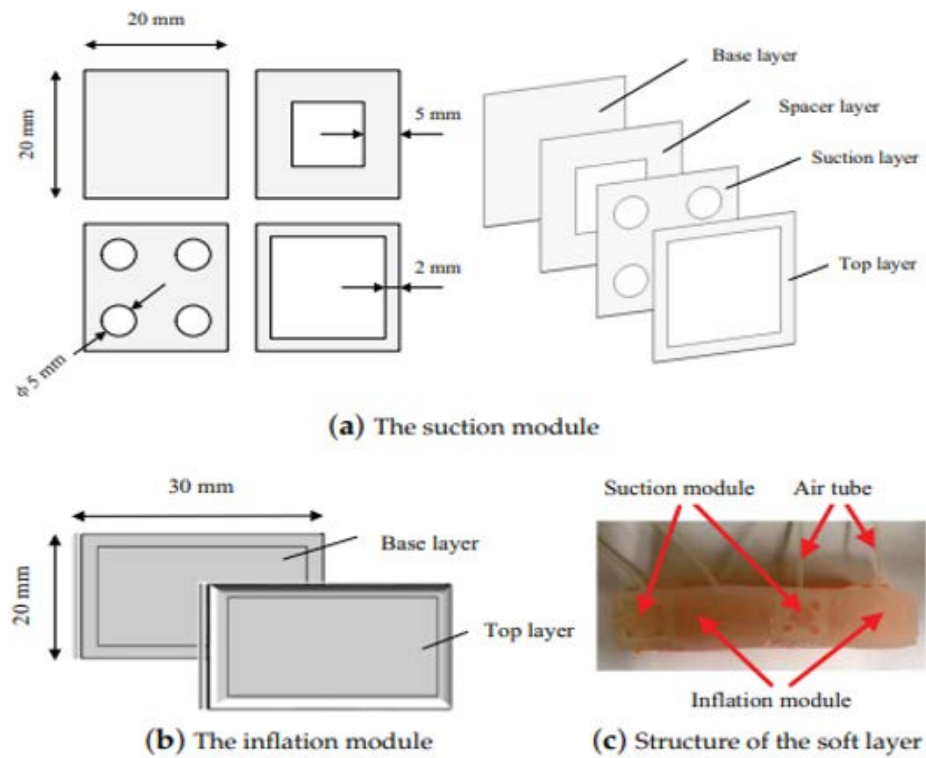 20 mm
20 mm
5 mm
Base layer
Spacer layer
Suction layer
Top layer
2 mm
ø 5 mm
(a) The suction module
30 mm
20 mm
Base layer
Top layer
(b) The inflation module
Suction module
Air tube
Inflation module
(c) Structure of the soft layer